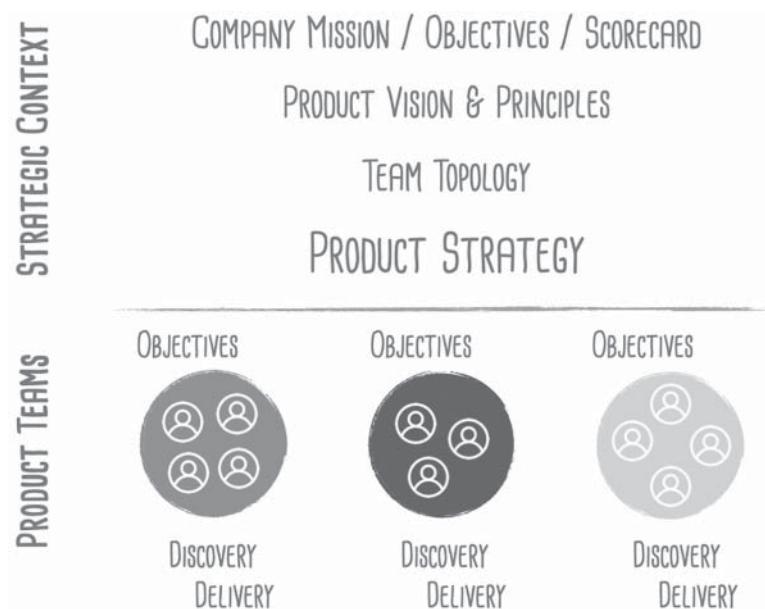 STRATEGIC CONTEXT
COMPANY MISSION / OBJECTIVES / SCORECARD
PRODUCT VISION & PRINCIPLES
TEAM TOPOLOGY
PRODUCT STRATEGY
PRODUCT TEAMS
OBJECTIVES
OBJECTIVES
OBJECTIVES
DISCOVERY
DELIVERY
DISCOVERY
DELIVERY
DISCOVERY
DELIVERY